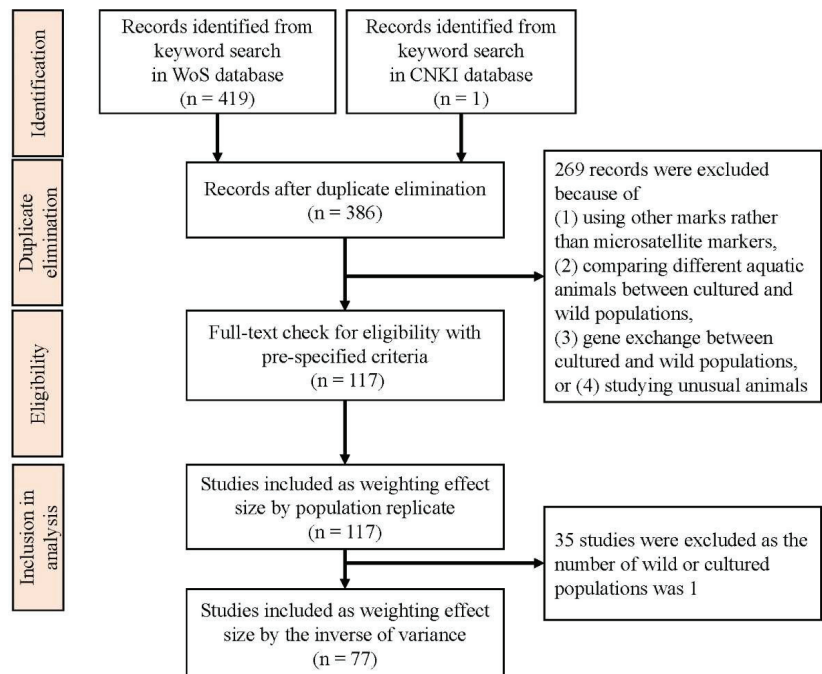 Identification
Records identified from
keyword search
in WoS database
(n = 419)
Records identified from
keyword search
in CNKI database
(n = 1)
Duplicate
elimination
Records after duplicate elimination
(n = 386)
269 records were excluded
because of
(1) using other marks rather
than microsatellite markers,
(2) comparing different aquatic
animals between cultured and
wild populations,
(3) gene exchange between
cultured and wild populations,
or (4) studying unusual animals
Eligibility
Full-text check for eligibility with
pre-specified criteria
(n = 117)
Inclusion in
analysis
Studies included as weighting effect
size by population replicate
(n = 117)
35 studies were excluded as the
number of wild or cultured
populations was 1
Studies included as weighting effect
size by the inverse of variance
(n = 77)